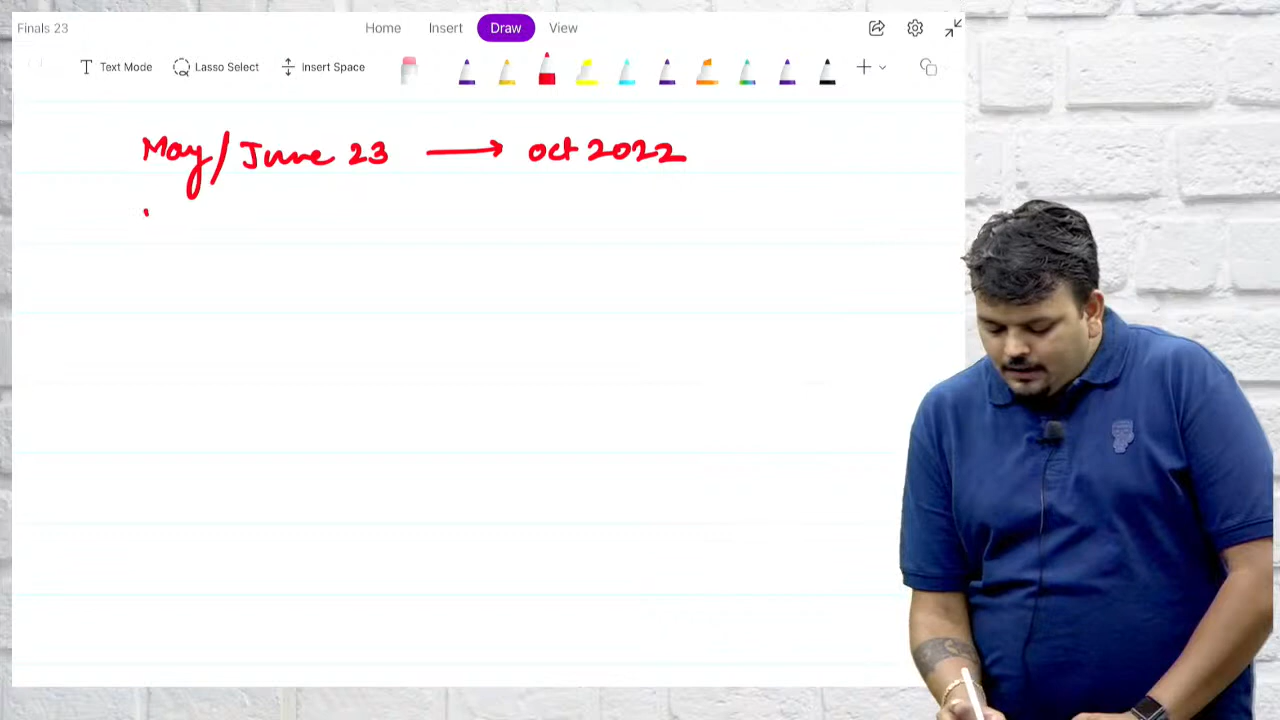 Finals 23
Home Insert Draw View
Text Mode Lasso Select Insert Space
May/June 23 → oct 2022